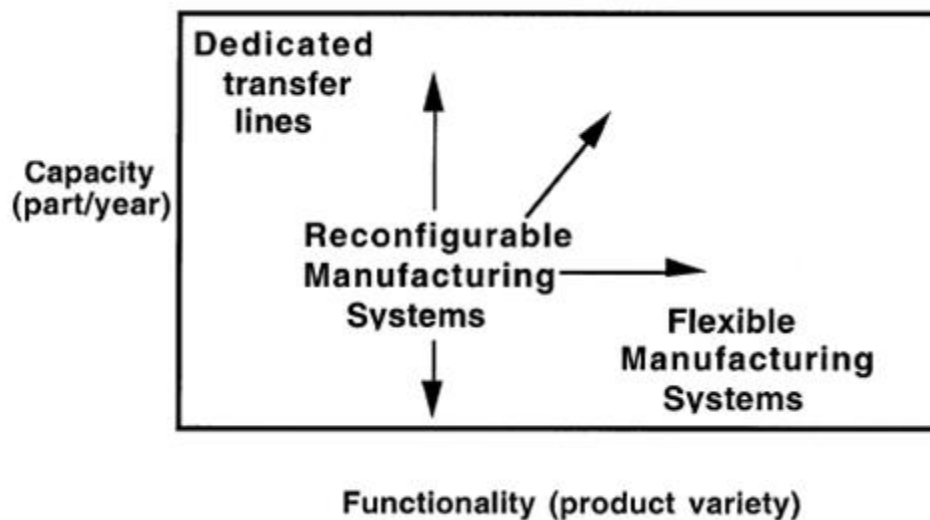 Dedicated
transfer
lines
Capacity
(part/year)
Reconfigurable
Manufacturing
Systems
Flexible
Manufacturing
Systems
Functionality (product variety)